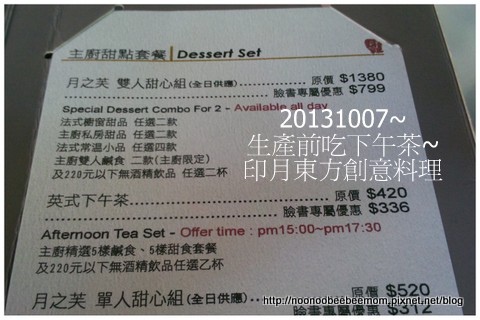 主廚甜點套餐 Dessert Set
月之芙 雙人甜心組(全日供應) 原價 $1380
臉書專屬優惠 $799
Special Dessert Combo For 2 - Available all day
法式櫥窗甜品 任選二款
主廚私房甜品 任選二款
法式常溫小品 任選四款
主廚雙人鹹食 二款(主廚限定)
及220元以下無酒精飲品 任選二杯
20131007~
生產前吃下午茶~
印月東方創意料理
英式下午茶 原價 $420
臉書專屬優惠 $336
Afternoon Tea Set - Offer time : pm15:00~pm17:30
主廚精選5樣鹹食、5樣甜食套餐
及220元以下無酒精飲品任選乙杯
月之芙 單人甜心組(全日供應) 原價 $520
臉書專屬優惠 $312
http://noonoobeebeemom.pixnet.net/blog